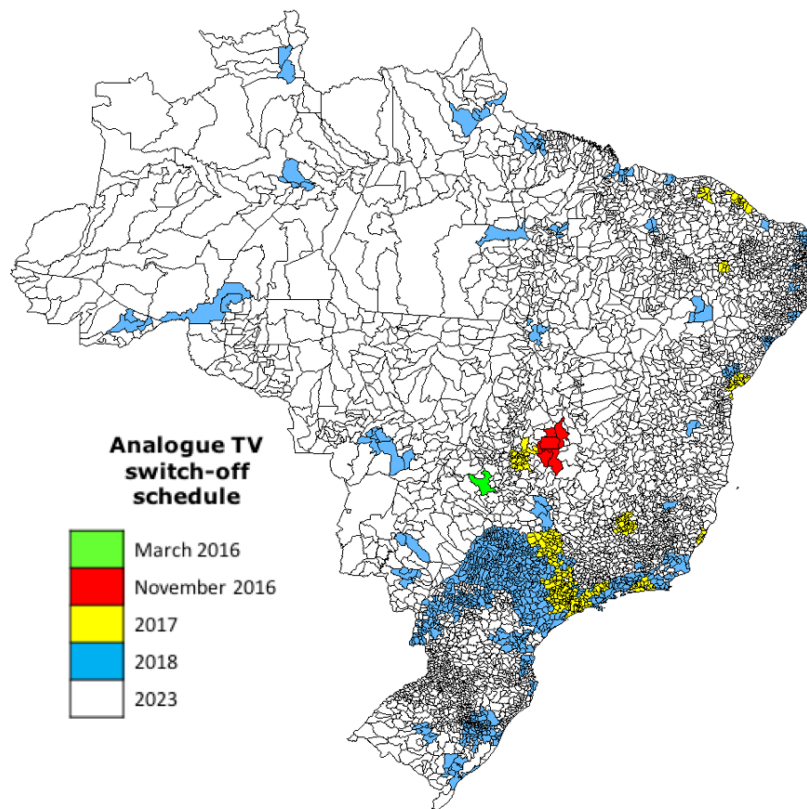 Analogue TV
switch-off
schedule
March 2016
November 2016
2017
2018
2023